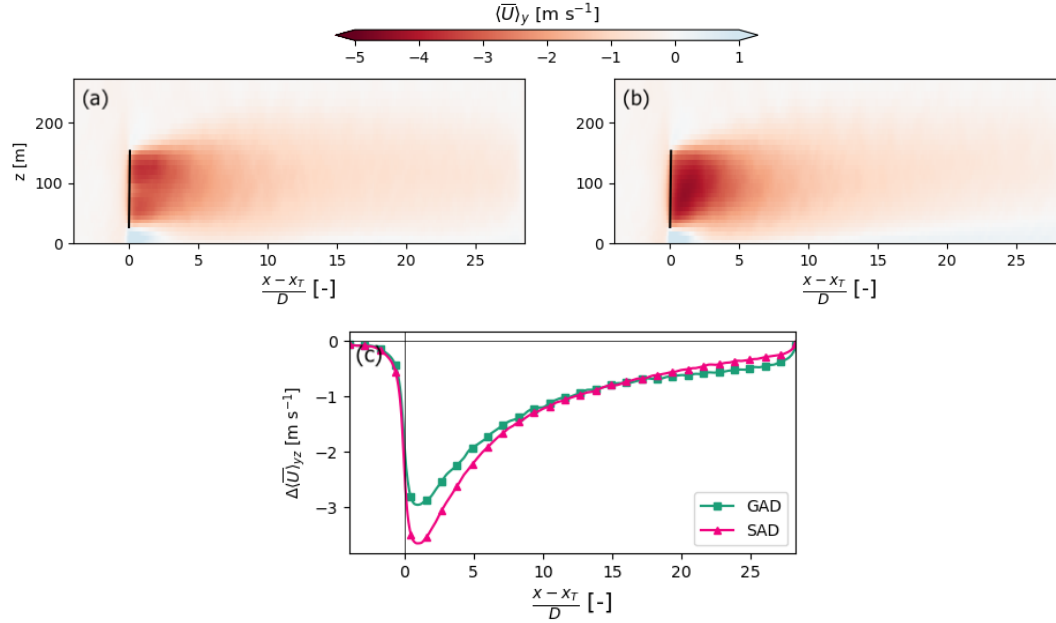 ⟨U̅⟩y [m s⁻¹]
−5 −4 −3 −2 −1 0 1
(a) (b)
z [m]
200
100
0
0 5 10 15 20 25
0 5 10 15 20 25
200
100
0
x − xT / D [-]
x − xT / D [-]
(c)
Δ⟨U̅⟩yz [m s⁻¹]
0
−1
−2
−3
GAD
SAD
0 5 10 15 20 25
x − xT / D [-]